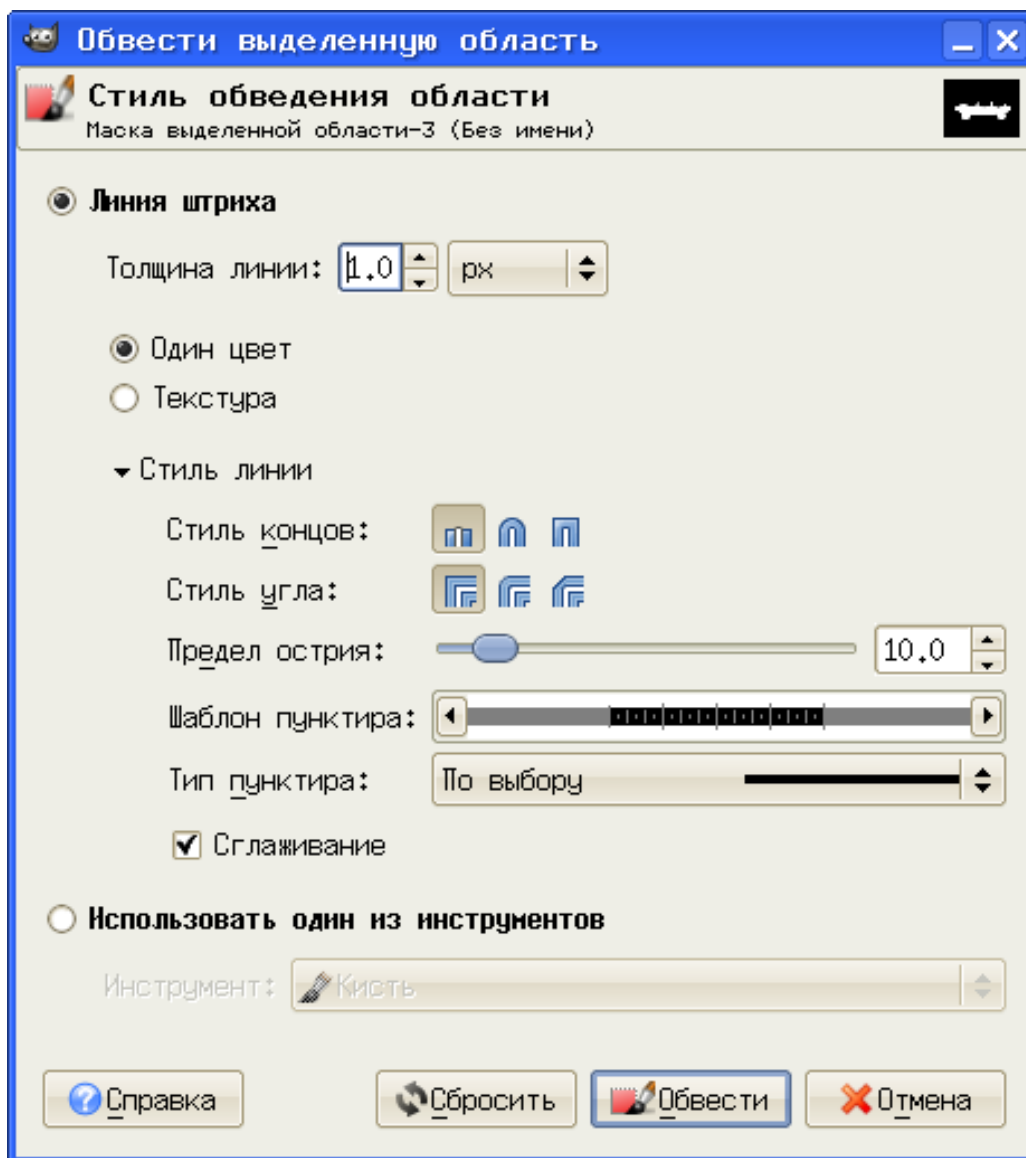 Обвести выделенную область
Стиль обведения области
Маска выделенной области-3 (Без имени)
Линия штриха
Толщина линии: 1.0 px
Один цвет
Текстура
Стиль линии
Стиль концов:
Стиль угла:
Предел острия: 10.0
Шаблон пунктира:
Тип пунктира: По выбору
Сглаживание
Использовать один из инструментов
Инструмент: Кисть
Справка Сбросить Обвести Отмена